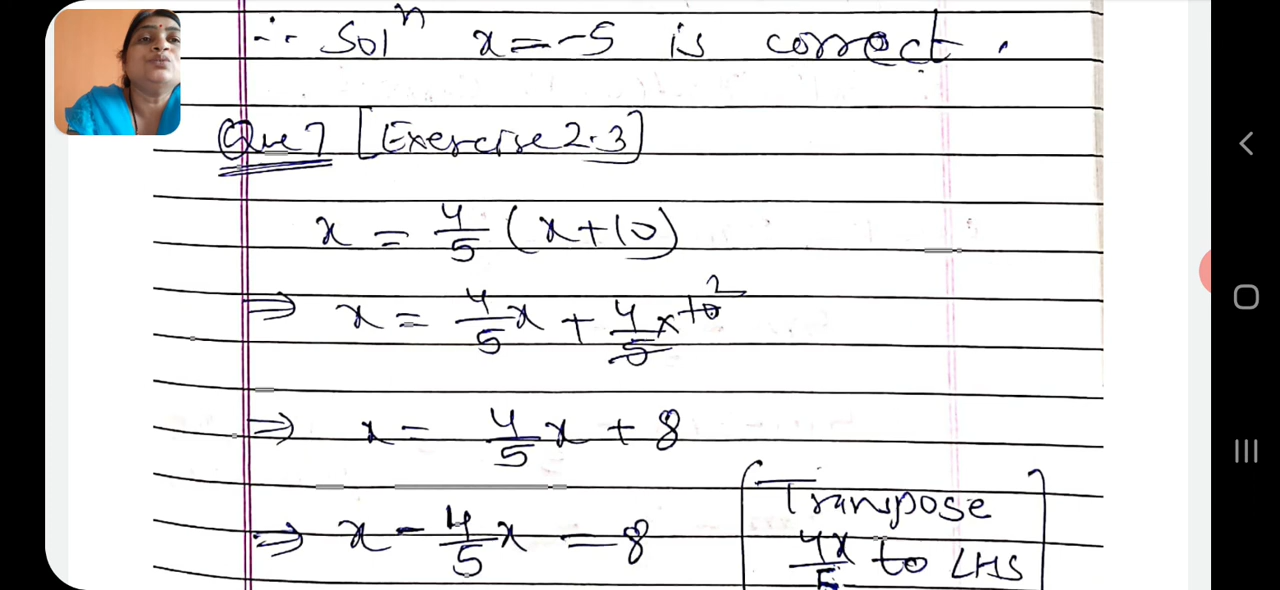 ∴ Solⁿ x = -5 is correct.
Que 7 [Exercise 2.3]
x = 4/5 (x+10)
⇒ x = 4/5 x + 4/5 × 10 2
⇒ x = 4/5 x + 8
⇒ x - 4/5 x = 8
[Transpose
4x/5 to LHS]